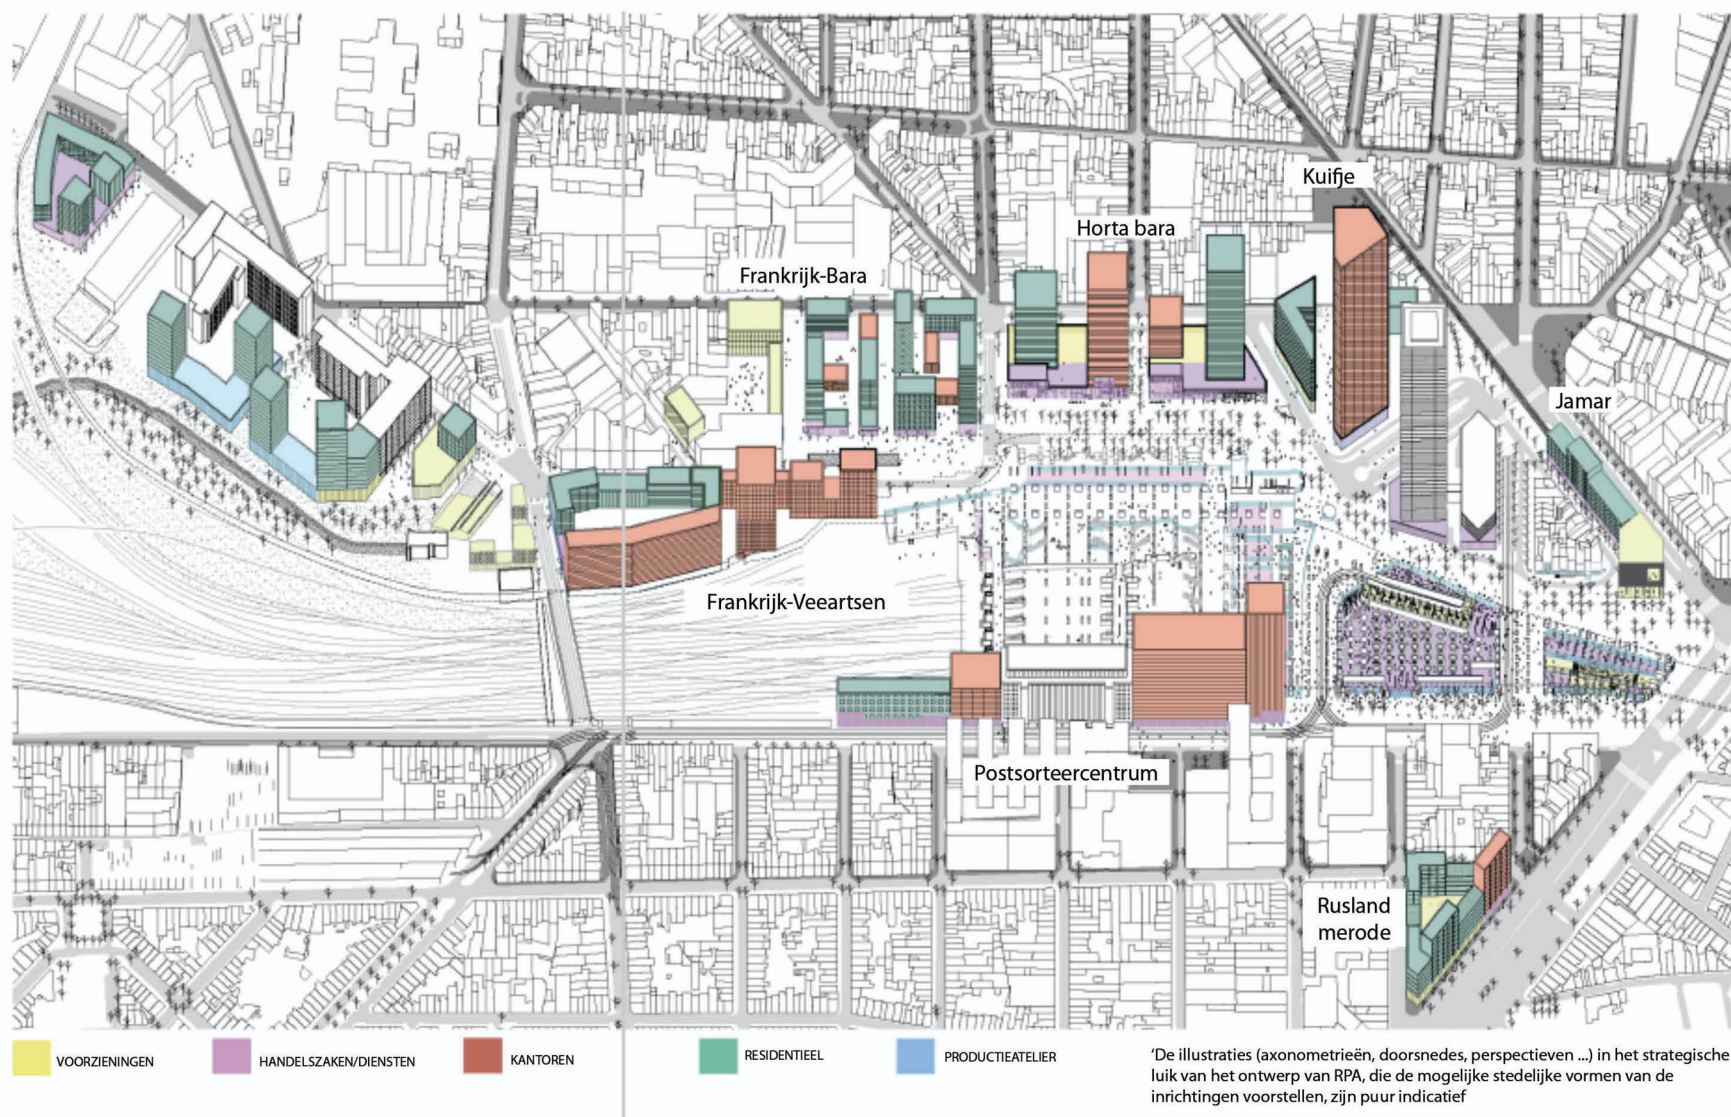 Kuifje
Horta bara
Frankrijk-Bara
Jamar
Frankrijk-Veeartsen
Postsorteercentrum
Rusland
merode
VOORZIENINGEN
HANDELSZAKEN/DIENSTEN
KANTOREN
RESIDENTIEEL
PRODUCTIEATELIER
'De illustraties (axonometrieën, doorsnedes, perspectieven ...) in het strategische
luik van het ontwerp van RPA, die de mogelijke stedelijke vormen van de
inrichtingen voorstellen, zijn puur indicatief